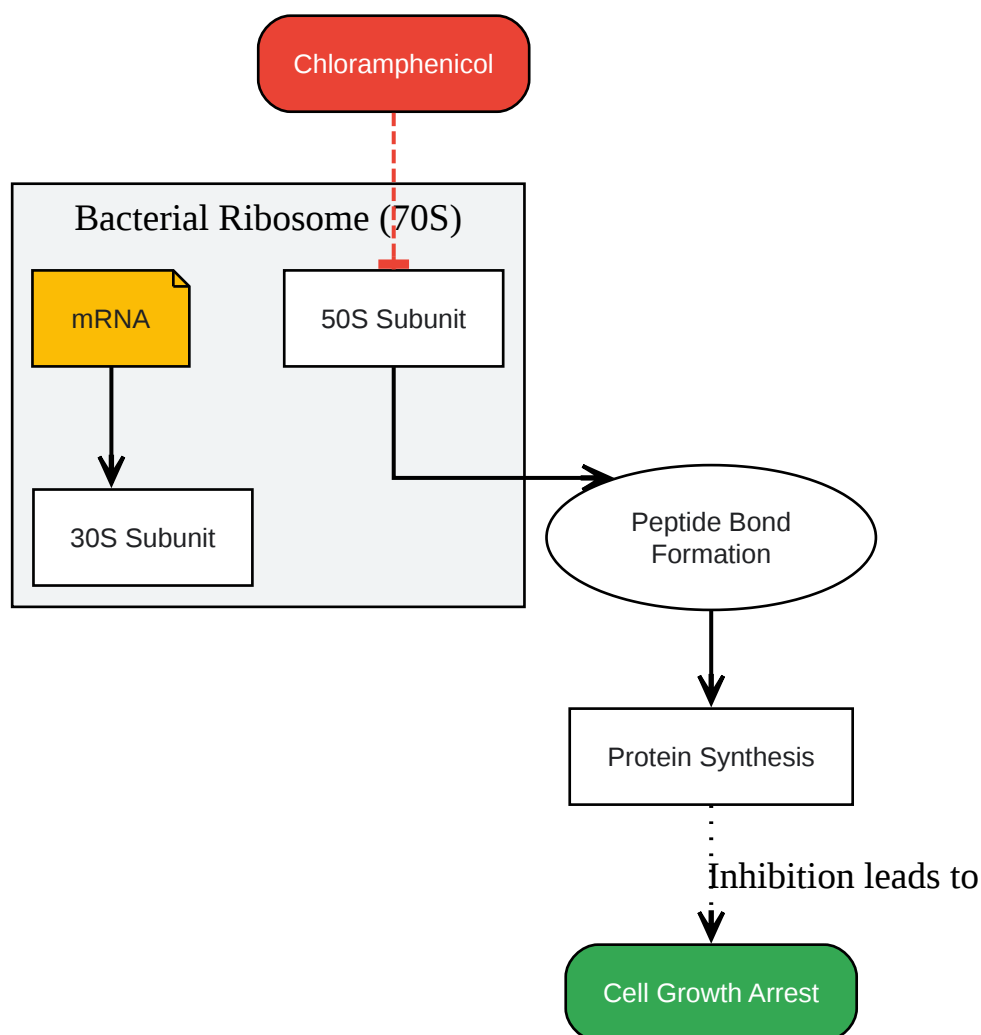 Chloramphenicol
Bacterial Ribosome (70S)
mRNA
50S Subunit
30S Subunit
Peptide Bond
Formation
Protein Synthesis
Inhibition leads to
Cell Growth Arrest